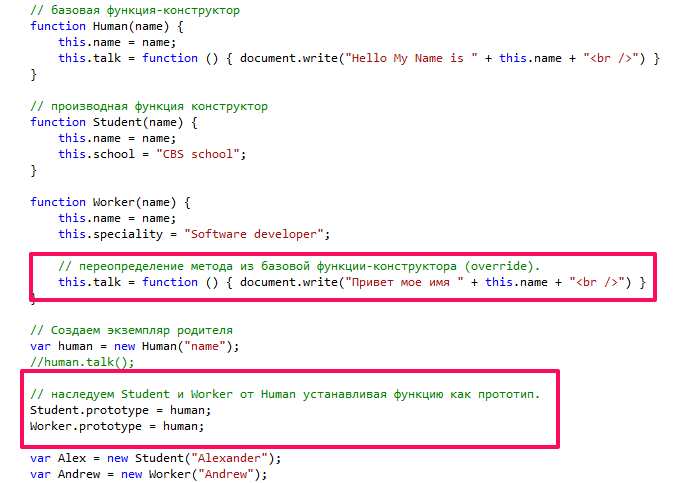 // базовая функция-конструктор
function Human(name) {
    this.name = name;
    this.talk = function () { document.write("Hello My Name is " + this.name + "<br />") }
}
// производная функция конструктор
function Student(name) {
    this.name = name;
    this.school = "CBS school";
}
function Worker(name) {
    this.name = name;
    this.speciality = "Software developer";
    // переопределение метода из базовой функции-конструктора (override).
    this.talk = function () { document.write("Привет мое имя " + this.name + "<br />") }
}
// Создаем экземпляр родителя
var human = new Human("name");
//human.talk();
// наследуем Student и Worker от Human устанавливая функцию как прототип.
Student.prototype = human;
Worker.prototype = human;
var Alex = new Student("Alexander");
var Andrew = new Worker("Andrew");